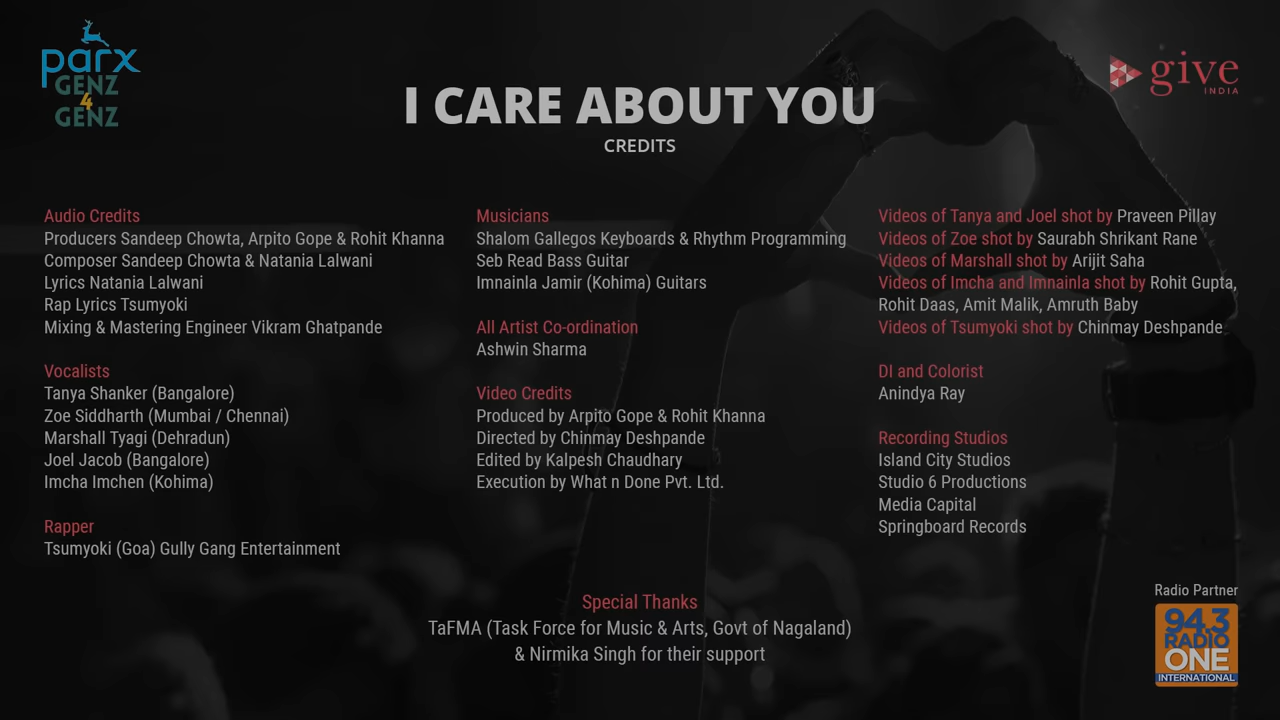 parx
GENZ
4
GENZ
give
INDIA
I CARE ABOUT YOU
CREDITS
Audio Credits
Producers Sandeep Chowta, Arpito Gope & Rohit Khanna
Composer Sandeep Chowta & Natania Lalwani
Lyrics Natania Lalwani
Rap Lyrics Tsumyoki
Mixing & Mastering Engineer Vikram Ghatpande
Vocalists
Tanya Shanker (Bangalore)
Zoe Siddharth (Mumbai / Chennai)
Marshall Tyagi (Dehradun)
Joel Jacob (Bangalore)
Imcha Imchen (Kohima)
Rapper
Tsumyoki (Goa) Gully Gang Entertainment
Musicians
Shalom Gallegos Keyboards & Rhythm Programming
Seb Read Bass Guitar
Imnainla Jamir (Kohima) Guitars
All Artist Co-ordination
Ashwin Sharma
Video Credits
Produced by Arpito Gope & Rohit Khanna
Directed by Chinmay Deshpande
Edited by Kalpesh Chaudhary
Execution by What n Done Pvt. Ltd.
Videos of Tanya and Joel shot by Praveen Pillay
Videos of Zoe shot by Saurabh Shrikant Rane
Videos of Marshall shot by Arijit Saha
Videos of Imcha and Imnainla shot by Rohit Gupta,
Rohit Daas, Amit Malik, Amruth Baby
Videos of Tsumyoki shot by Chinmay Deshpande
DI and Colorist
Anindya Ray
Recording Studios
Island City Studios
Studio 6 Productions
Media Capital
Springboard Records
Special Thanks
TaFMA (Task Force for Music & Arts, Govt of Nagaland)
& Nirmika Singh for their support
Radio Partner
94.3
RADIO
ONE
INTERNATIONAL